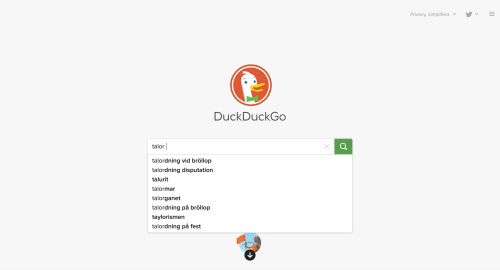 Privacy, simplified.
DuckDuckGo
talor
talordning vid bröllop
talordning disputation
talurit
talormar
talorganet
talordning på bröllop
taylorismen
talordning på fest